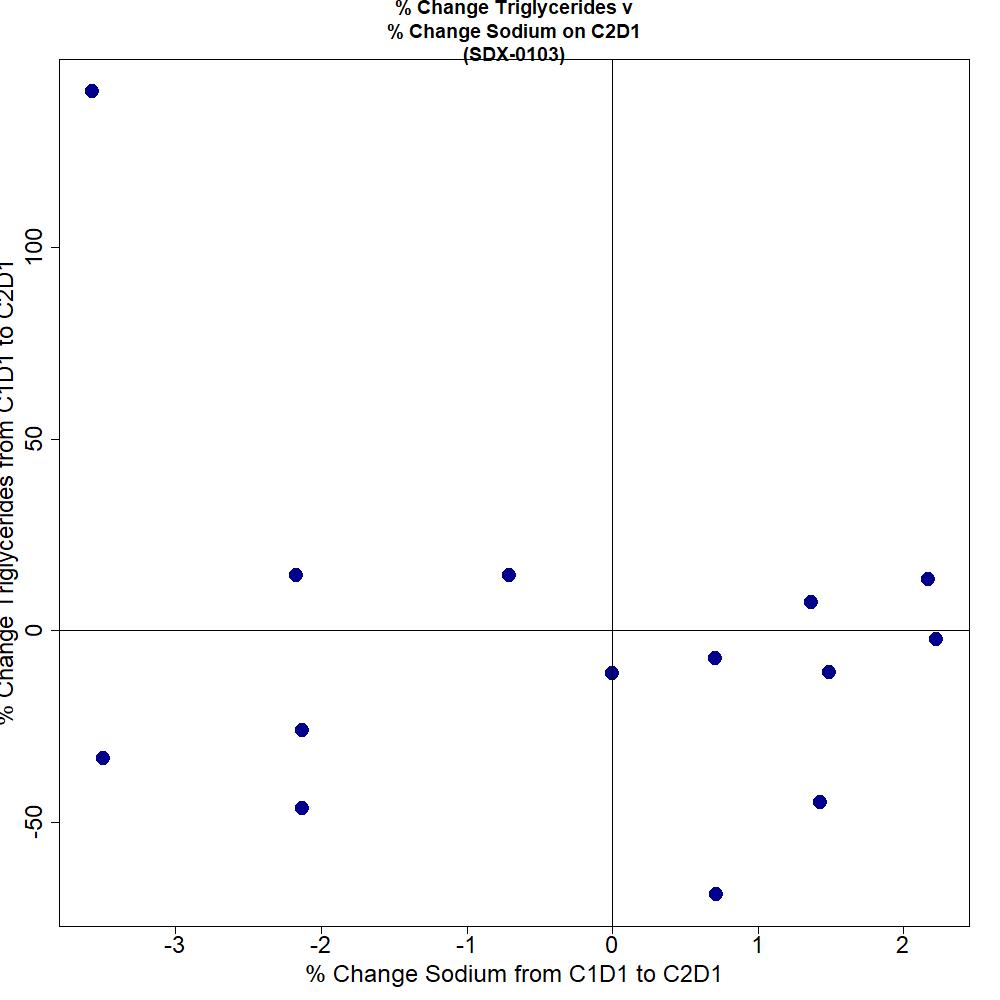 % Change Triglycerides v
% Change Sodium on C2D1
(SDX-0103)
% Change Triglycerides from C1D1 to C2D1
100
50
0
-50
-3
-2
-1
0
1
2
% Change Sodium from C1D1 to C2D1